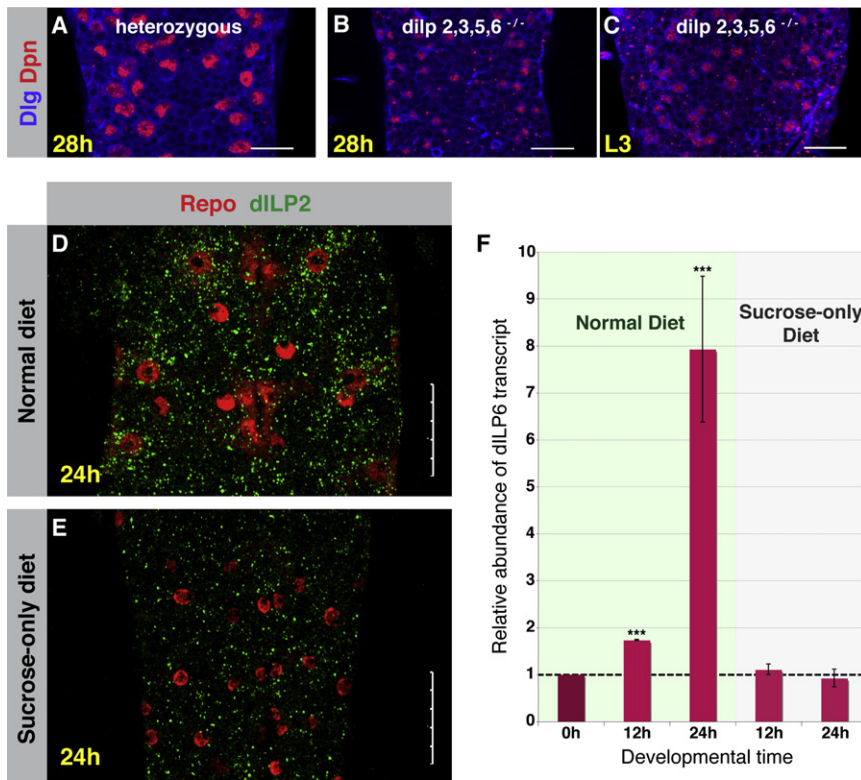 A
heterozygous
28h
B
dilp 2,3,5,6 -/-
28h
C
dilp 2,3,5,6 -/-
L3
Dlg Dpn
Repo dILP2
D
Normal diet
24h
E
Sucrose-only diet
24h
F
Relative abundance of dILP6 transcript
10
9
8
7
6
5
4
3
2
1
0
Normal Diet
Sucrose-only
Diet
***
***
0h 12h 24h 12h 24h
Developmental time